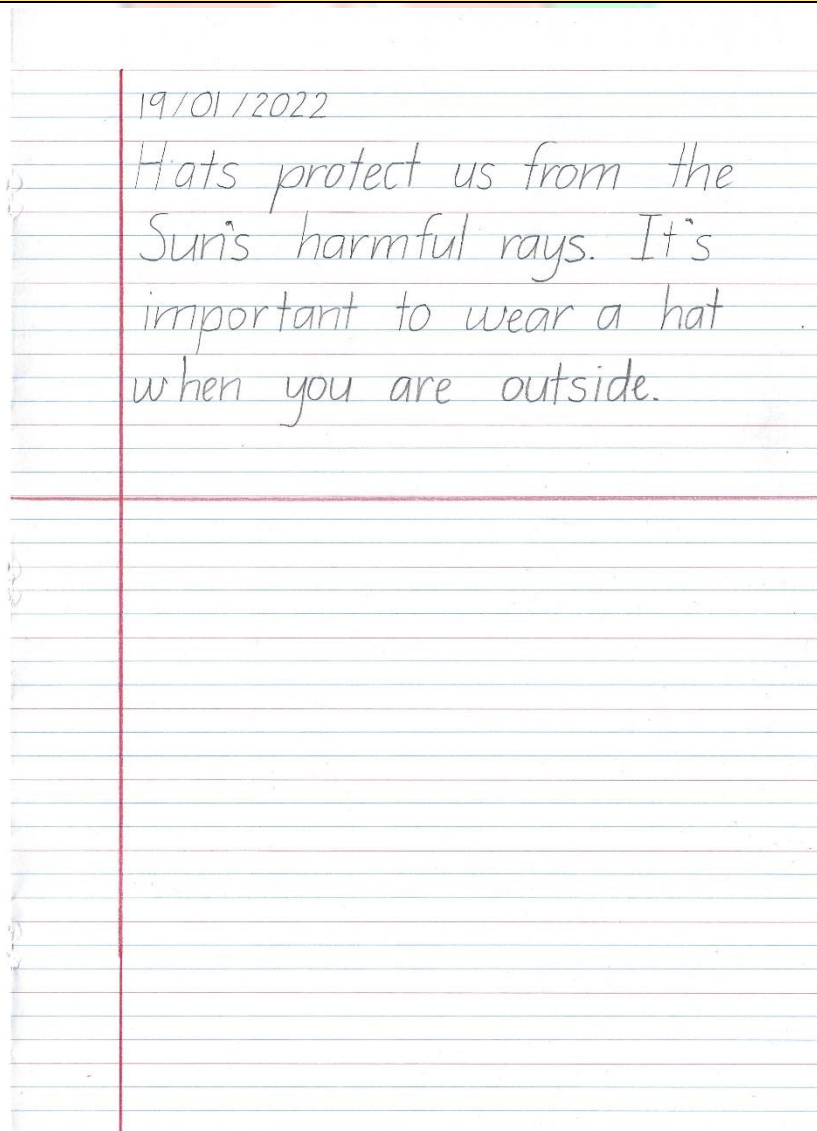 19/01/2022
Hats protect us from the
Sun's harmful rays. It's
important to wear a hat
when you are outside.